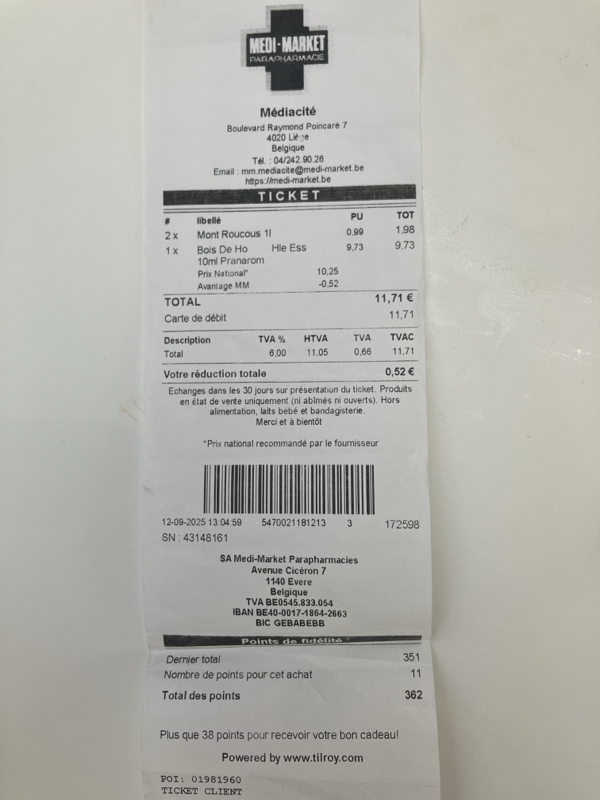 MEDI-MARKET
PARAPHARMACIE
Médiacité
Boulevard Raymond Poincaré 7
4020 Liège
Belgique
Tél. : 04/242.90.26
Email : mm.mediacite@medi-market.be
https://medi-market.be
TICKET
# libellé PU TOT
2 x Mont Roucous 1l 0,99 1,98
1 x Bois De Ho Hle Ess 9,73 9,73
10ml Pranarom
Prix National* 10,25
Avantage MM -0,52
TOTAL 11,71 €
Carte de débit 11,71
Description TVA % HTVA TVA TVAC
Total 6,00 11,05 0,66 11,71
Votre réduction totale 0,52 €
Echanges dans les 30 jours sur présentation du ticket. Produits
en état de vente uniquement (ni abîmés ni ouverts). Hors
alimentation, laits bébé et bandagisterie.
Merci et à bientôt
*Prix national recommandé par le fournisseur
12-09-2025 13:04:59 5470021181213 3 172598
SN : 43148161
SA Medi-Market Parapharmacies
Avenue Cicéron 7
1140 Evere
Belgique
TVA BE0545.833.054
IBAN BE40-0017-1864-2663
BIC GEBABEBB
Points de fidélité
Dernier total 351
Nombre de points pour cet achat 11
Total des points 362
Plus que 38 points pour recevoir votre bon cadeau!
Powered by www.tilroy.com
POI: 01981960
TICKET CLIENT